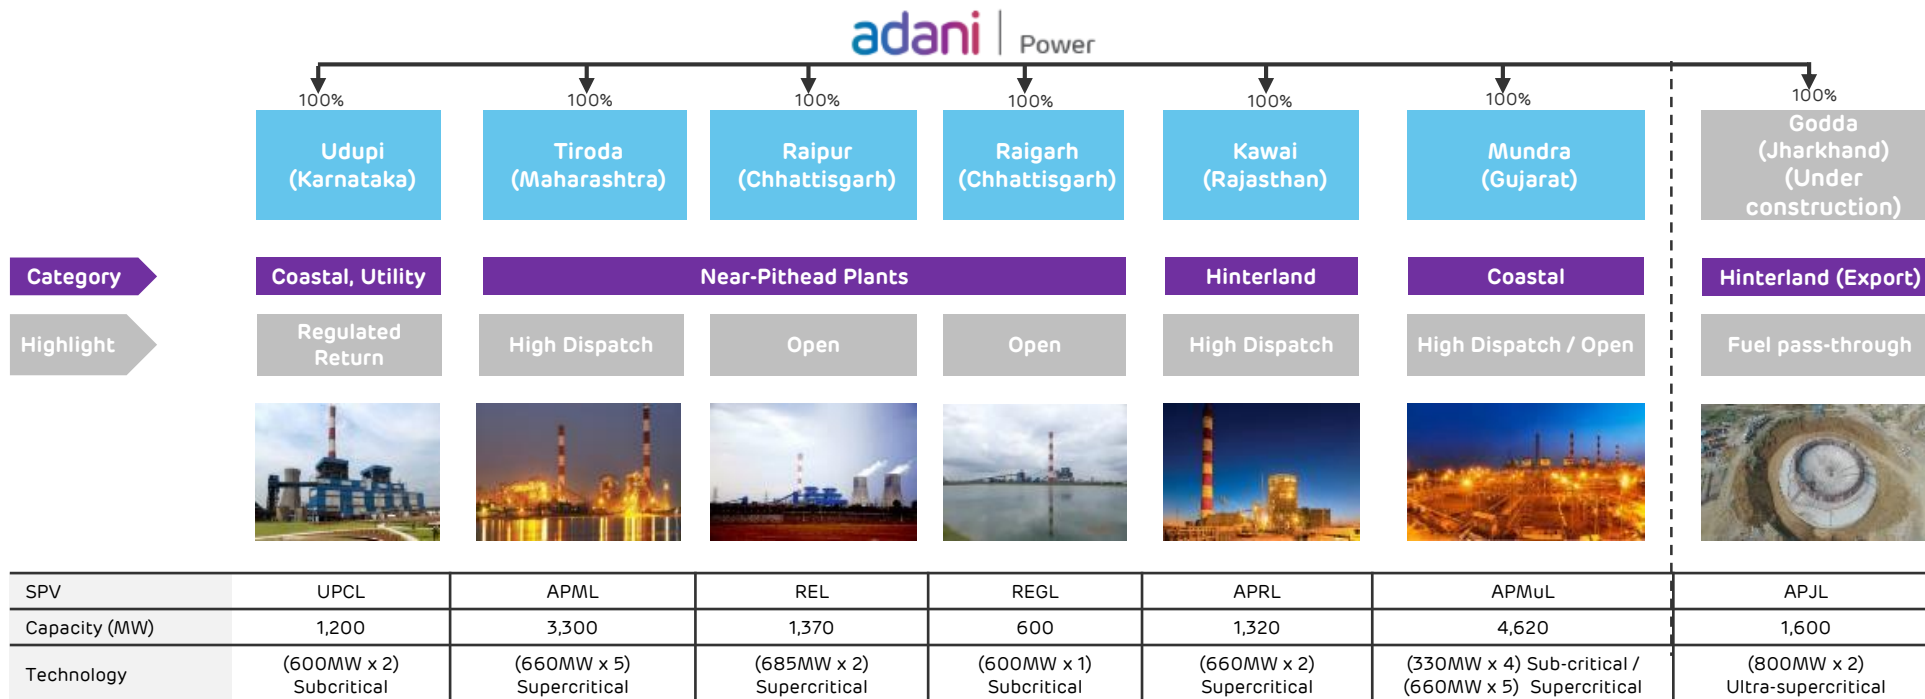 adani | Power
100% 100% 100% 100% 100% 100% 100%
Udupi
(Karnataka)
Tiroda
(Maharashtra)
Raipur
(Chhattisgarh)
Raigarh
(Chhattisgarh)
Kawai
(Rajasthan)
Mundra
(Gujarat)
Godda
(Jharkhand)
(Under
construction)
Category
Coastal, Utility
Near-Pithead Plants
Hinterland
Coastal
Hinterland (Export)
Highlight
Regulated
Return
High Dispatch
Open
Open
High Dispatch
High Dispatch / Open
Fuel pass-through
SPV UPCL APML REL REGL APRL APMuL APJL
Capacity (MW) 1,200 3,300 1,370 600 1,320 4,620 1,600
Technology
(600MW x 2)
Subcritical
(660MW x 5)
Supercritical
(685MW x 2)
Supercritical
(600MW x 1)
Subcritical
(660MW x 2)
Supercritical
(330MW x 4) Sub-critical /
(660MW x 5) Supercritical
(800MW x 2)
Ultra-supercritical